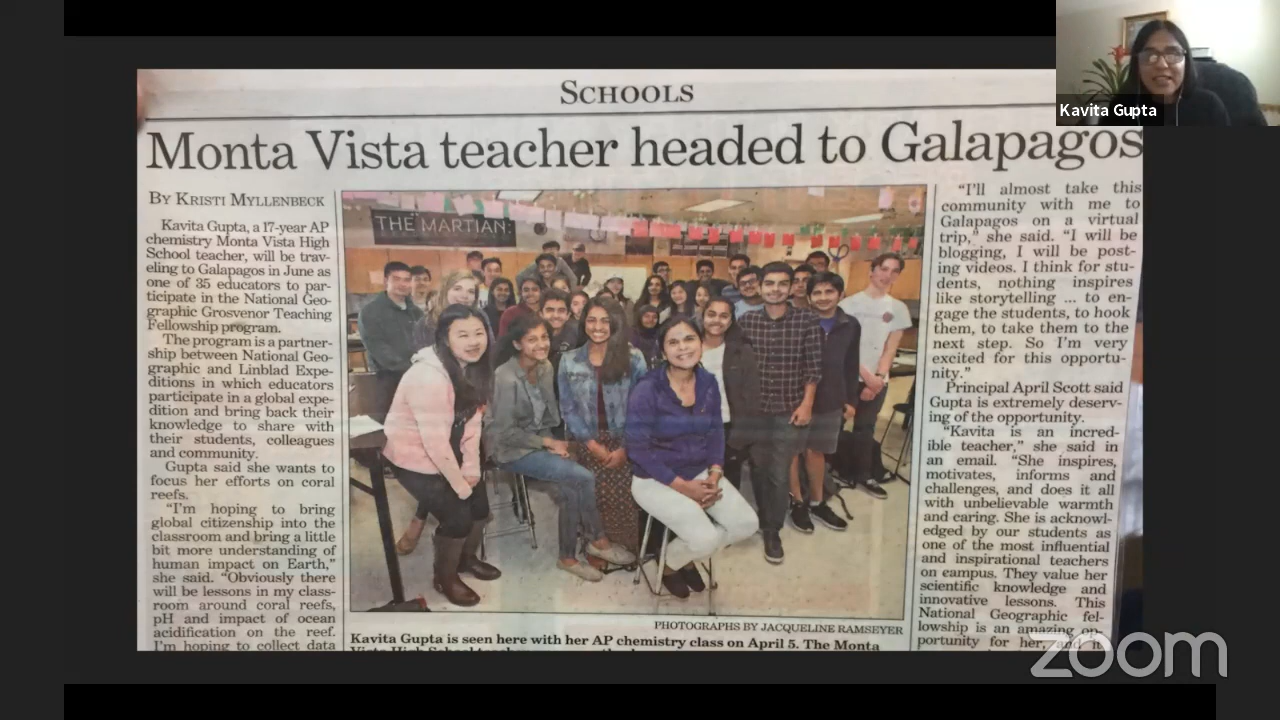 SCHOOLS
Monta Vista teacher headed to Galapagos
BY KRISTI MYLLENBECK
Kavita Gupta, a 17-year AP
chemistry Monta Vista High
School teacher, will be trav-
eling to Galapagos in June as
one of 35 educators to par-
ticipate in the National Geo-
graphic Grosvenor Teaching
Fellowship program.
The program is a partner-
ship between National Geo-
graphic and Linblad Expe-
ditions in which educators
participate in a global expe-
dition and bring back their
knowledge to share with
their students, colleagues
and community.
Gupta said she wants to
focus her efforts on coral
reefs.
"I'm hoping to bring
global citizenship into the
classroom and bring a little
bit more understanding of
human impact on Earth,"
she said. "Obviously there
will be lessons in my class-
room around coral reefs,
pH and impact of ocean
acidification on the reef.
I'm hoping to collect data
THE MARTIAN:
PHOTOGRAPHS BY JACQUELINE RAMSEYER
Kavita Gupta is seen here with her AP chemistry class on April 5. The Monta
Vista High School
"I'll almost take this
community with me to
Galapagos on a virtual
trip," she said. "I will be
blogging, I will be post-
ing videos. I think for stu-
dents, nothing inspires
like storytelling ... to en-
gage the students, to hook
them, to take them to the
next step. So I'm very
excited for this opportu-
nity."
Principal April Scott said
Gupta is extremely deserv-
ing of the opportunity.
"Kavita is an incred-
ible teacher," she said in
an email. "She inspires,
motivates, informs and
challenges, and does it all
with unbelievable warmth
and caring. She is acknowl-
edged by our students as
one of the most influential
and inspirational teachers
on campus. They value her
scientific knowledge and
innovative lessons. This
National Geographic fel-
lowship is an amazing op-
portunity for her, and it
Kavita Gupta
zoom